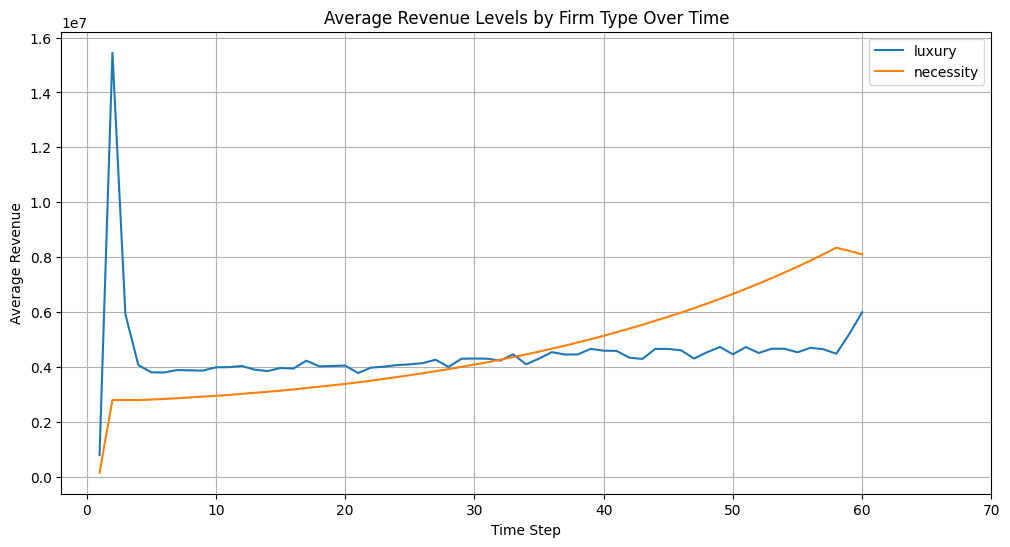 Average Revenue Levels by Firm Type Over Time
1e7
luxury
necessity
1.6
1.4
1.2
1.0
0.8
0.6
0.4
0.2
0.0
Average Revenue
0 10 20 30 40 50 60 70
Time Step